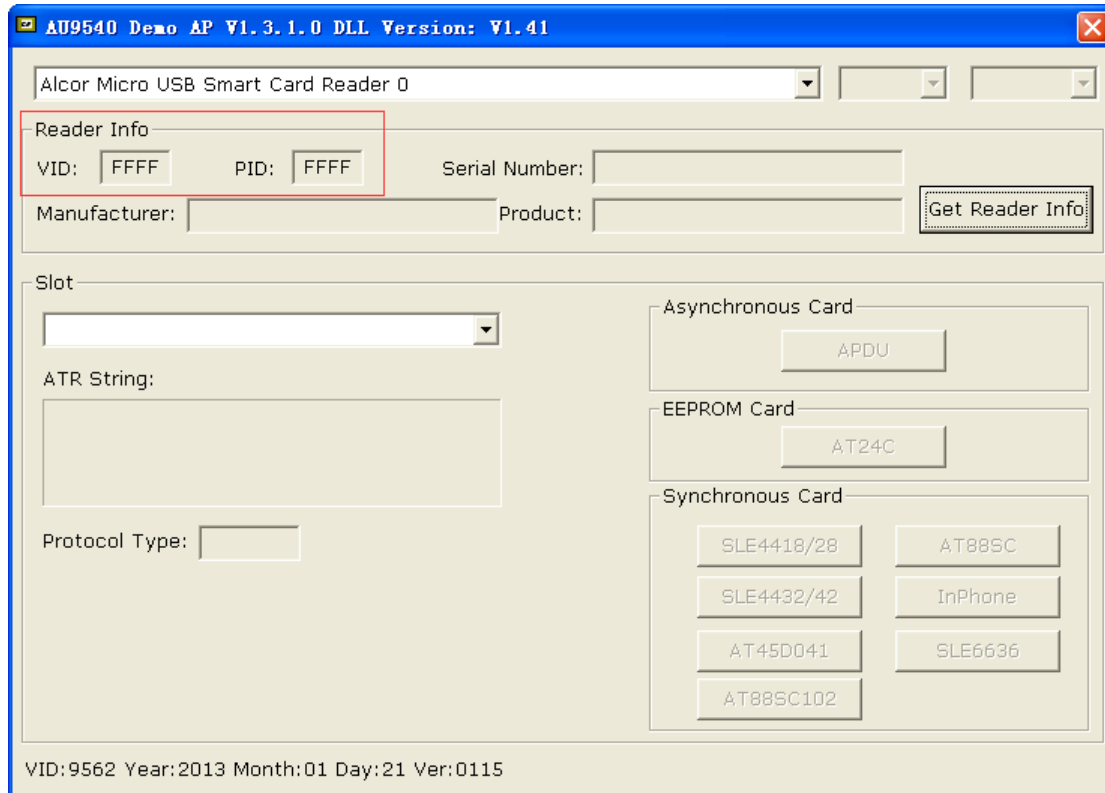 AU9540 Demo AP V1.3.1.0 DLL Version: V1.41
Alcor Micro USB Smart Card Reader 0
Reader Info
VID: FFFF PID: FFFF Serial Number:
Manufacturer: Product: Get Reader Info
Slot
Asynchronous Card
APDU
ATR String:
EEPROM Card
AT24C
Synchronous Card
Protocol Type:
SLE4418/28 AT88SC
SLE4432/42 InPhone
AT45D041 SLE6636
AT88SC102
VID:9562 Year:2013 Month:01 Day:21 Ver:0115